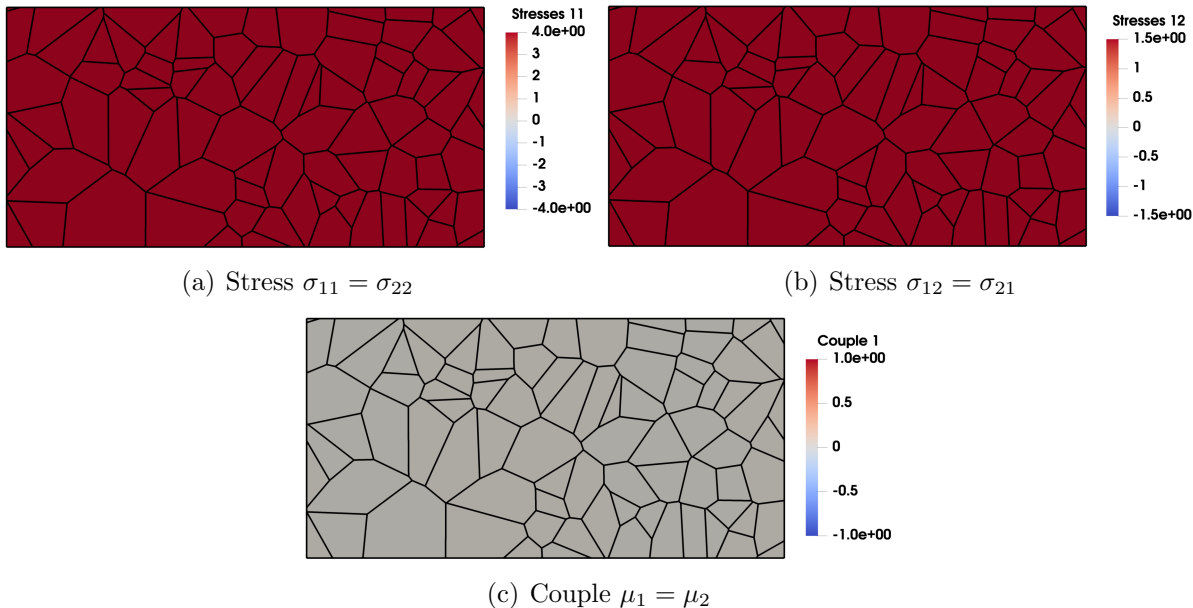 Stresses 11
4.0e+00
3
2
1
0
-1
-2
-3
-4.0e+00
(a) Stress σ₁₁ = σ₂₂
Stresses 12
1.5e+00
1
0.5
0
-0.5
-1
-1.5e+00
(b) Stress σ₁₂ = σ₂₁
Couple 1
1.0e+00
0.5
0
-0.5
-1.0e+00
(c) Couple μ₁ = μ₂